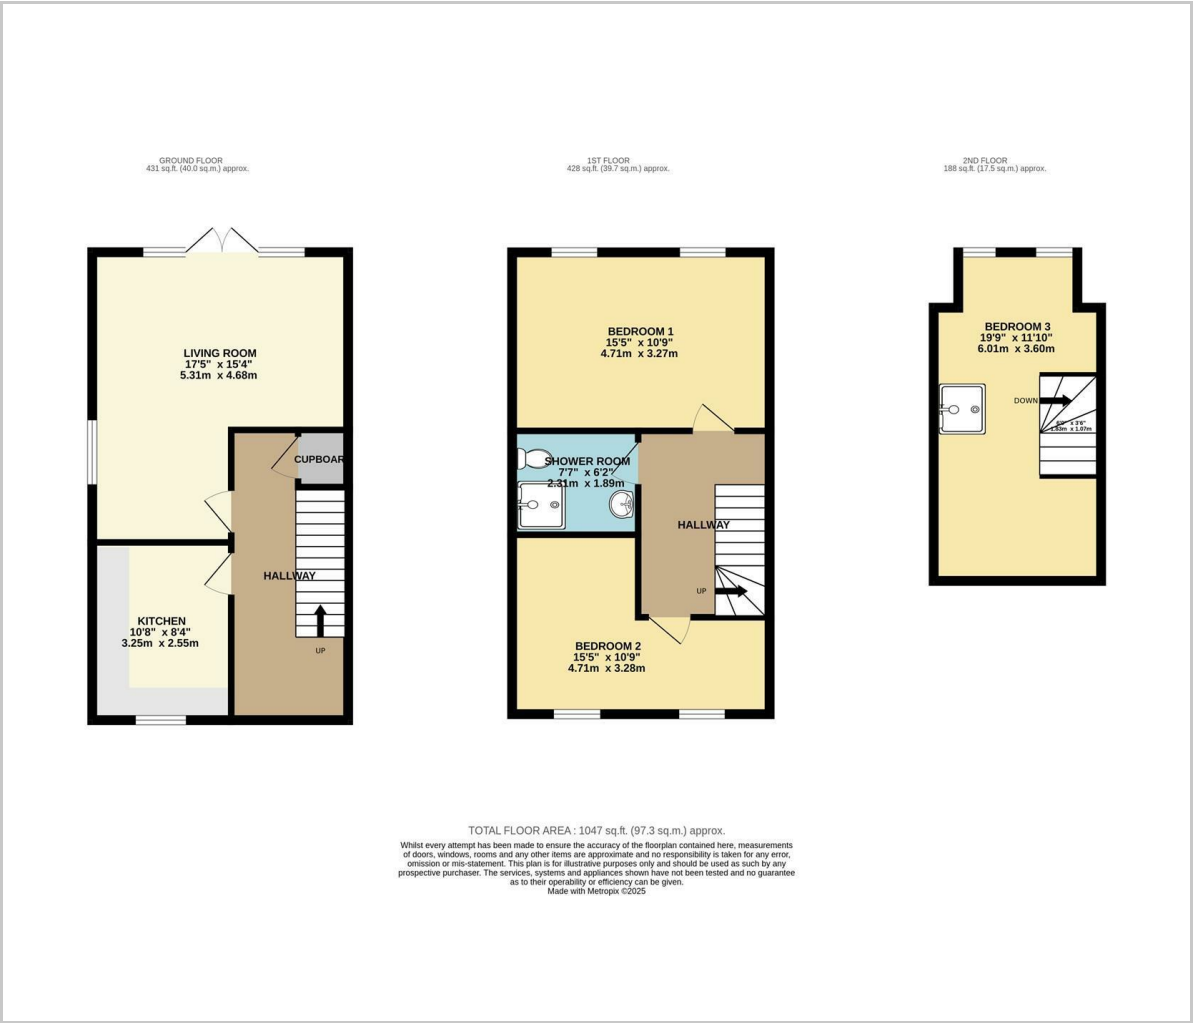 GROUND FLOOR
431 sq.ft. (40.0 sq.m.) approx.
1ST FLOOR
428 sq.ft. (39.7 sq.m.) approx.
2ND FLOOR
188 sq.ft. (17.5 sq.m.) approx.
LIVING ROOM
17'5" x 15'4"
5.31m x 4.68m
CUPBOAR
HALLWAY
KITCHEN
10'8" x 8'4"
3.25m x 2.55m
UP
BEDROOM 1
15'5" x 10'9"
4.71m x 3.27m
SHOWER ROOM
7'7" x 6'2"
2.31m x 1.89m
HALLWAY
UP
BEDROOM 2
15'5" x 10'9"
4.71m x 3.28m
BEDROOM 3
19'9" x 11'10"
6.01m x 3.60m
DOWN
x 3'6"
1.83m x 1.07m
TOTAL FLOOR AREA : 1047 sq.ft. (97.3 sq.m.) approx.
Whilst every attempt has been made to ensure the accuracy of the floorplan contained here, measurements
of doors, windows, rooms and any other items are approximate and no responsibility is taken for any error,
omission or mis-statement. This plan is for illustrative purposes only and should be used as such by any
prospective purchaser. The services, systems and appliances shown have not been tested and no guarantee
as to their operability or efficiency can be given.
Made with Metropix ©2025